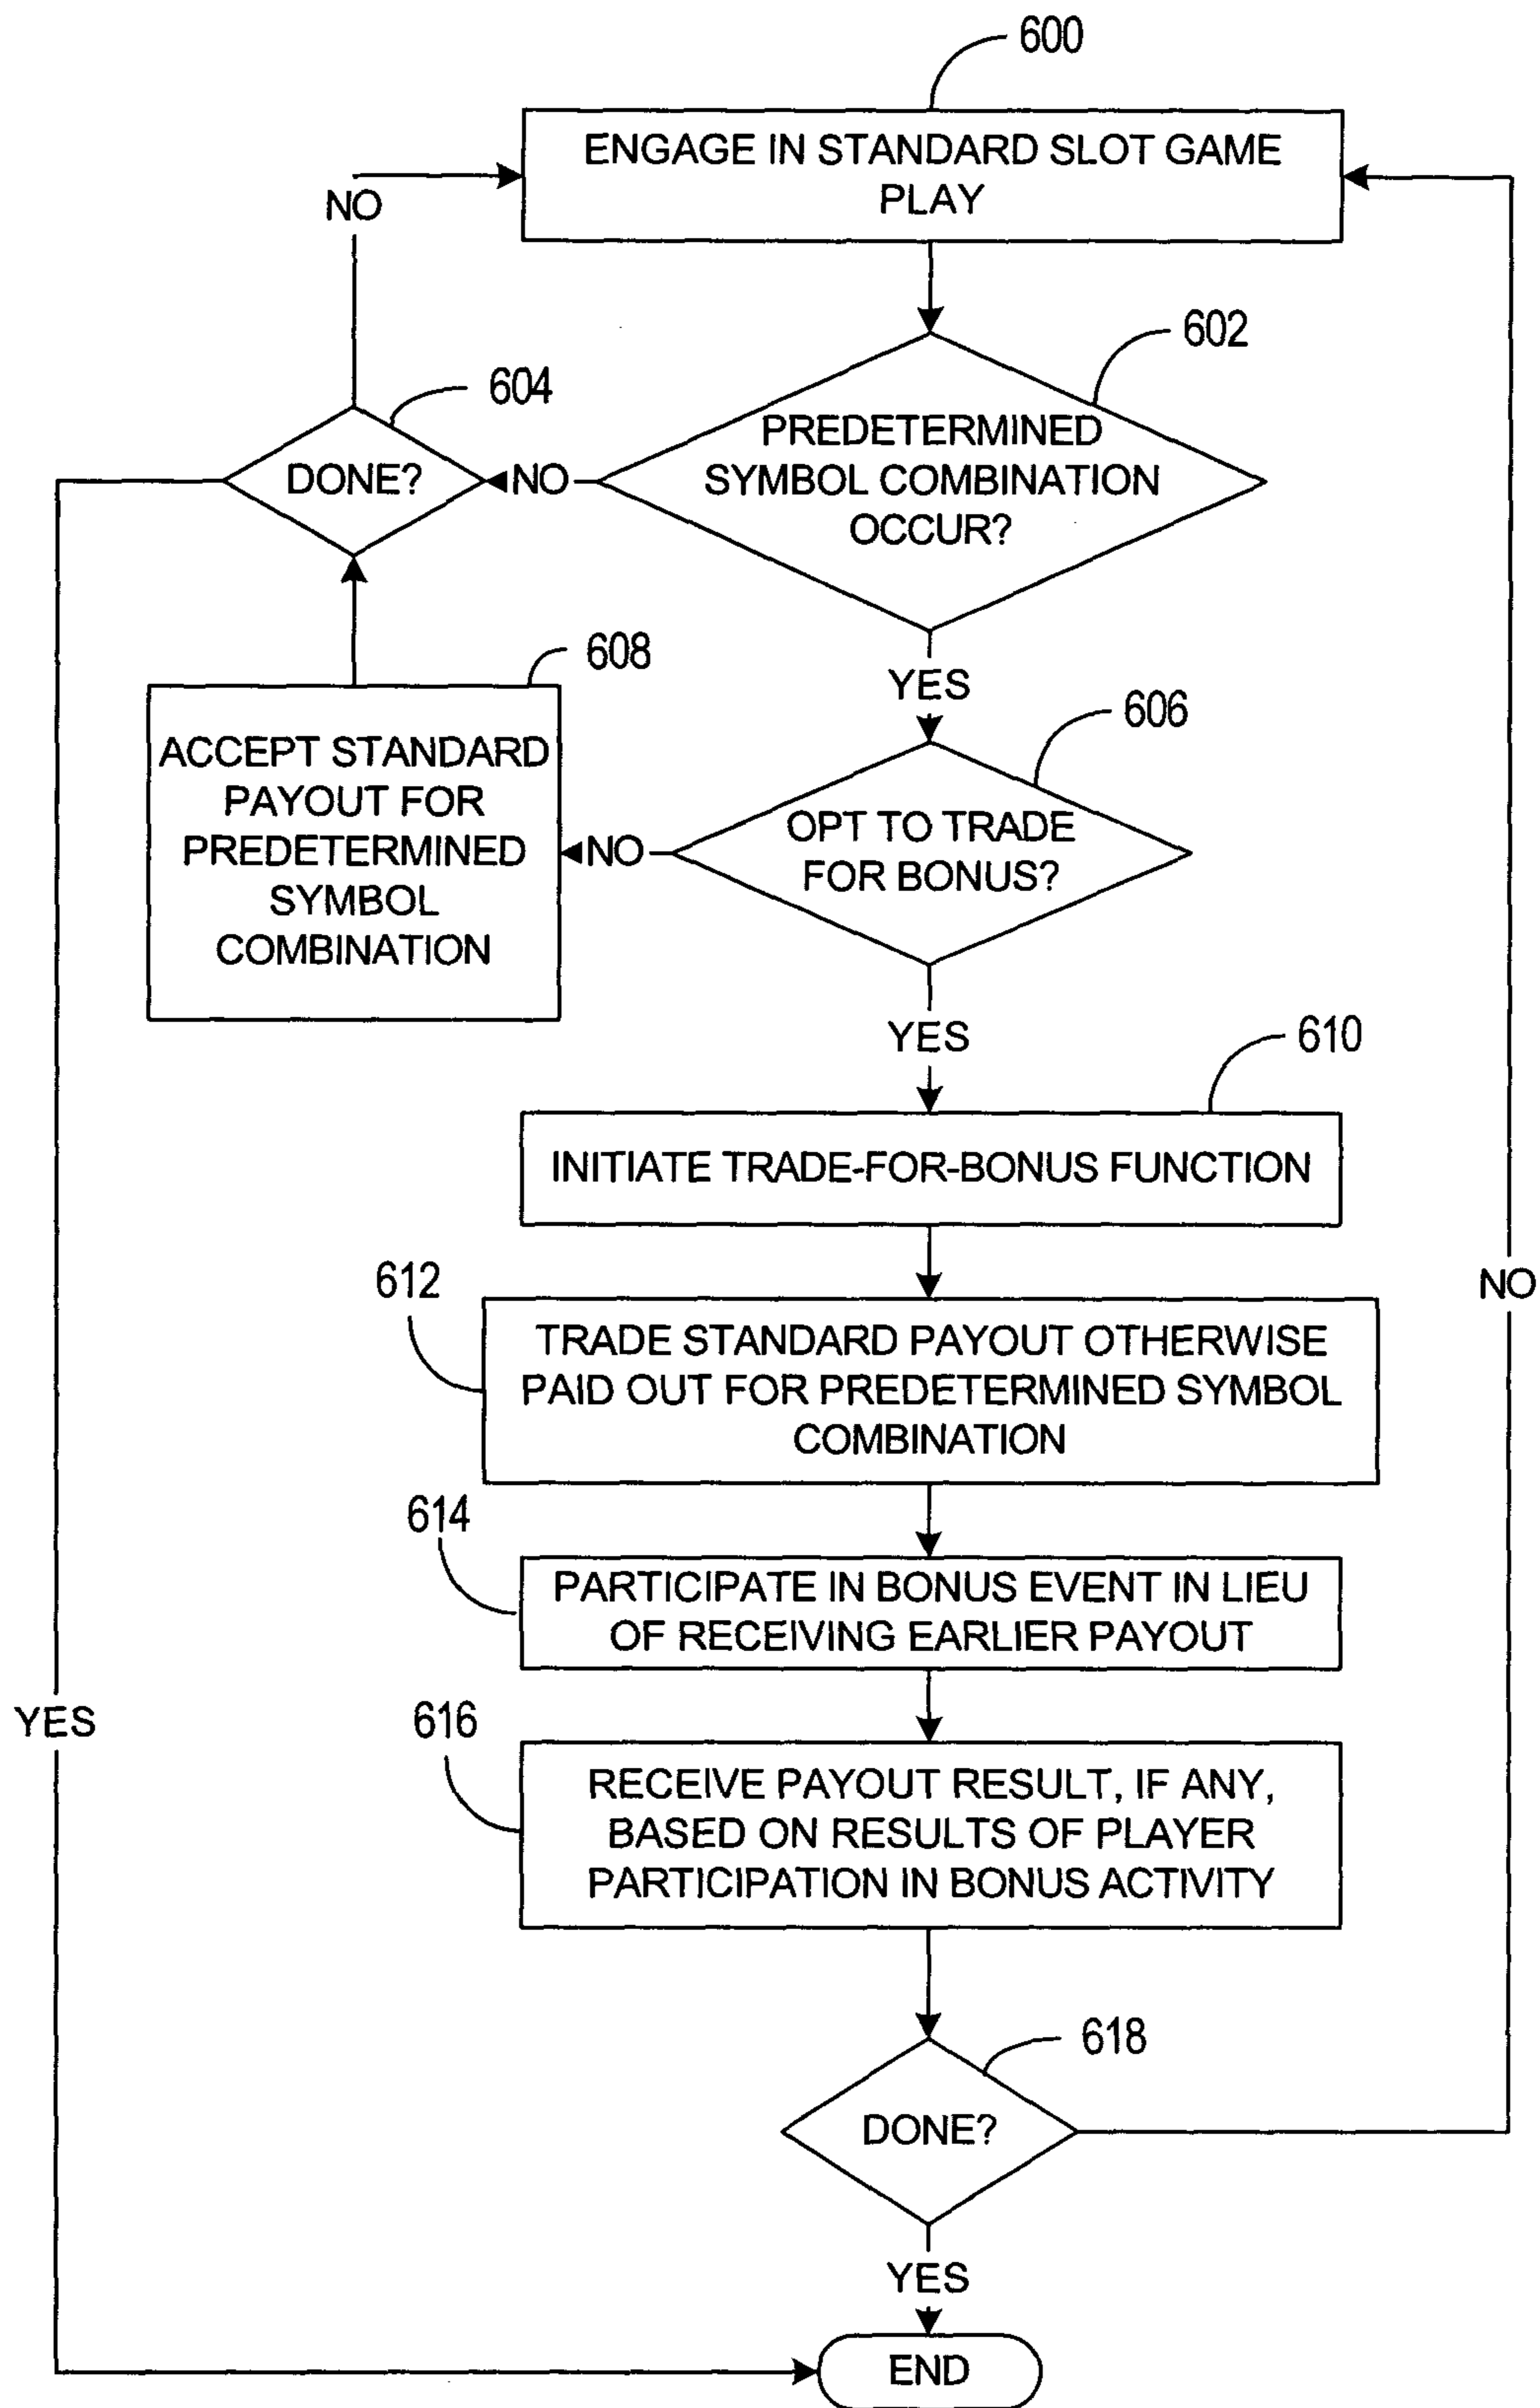 600
ENGAGE IN STANDARD SLOT GAME
PLAY
NO
602
PREDETERMINED
SYMBOL COMBINATION
OCCUR?
604
DONE?
NO
YES
608
ACCEPT STANDARD
PAYOUT FOR
PREDETERMINED
SYMBOL
COMBINATION
606
OPT TO TRADE
FOR BONUS?
NO
YES
610
INITIATE TRADE-FOR-BONUS FUNCTION
612
TRADE STANDARD PAYOUT OTHERWISE
PAID OUT FOR PREDETERMINED SYMBOL
COMBINATION
NO
614
PARTICIPATE IN BONUS EVENT IN LIEU
OF RECEIVING EARLIER PAYOUT
YES
616
RECEIVE PAYOUT RESULT, IF ANY,
BASED ON RESULTS OF PLAYER
PARTICIPATION IN BONUS ACTIVITY
618
DONE?
YES
END